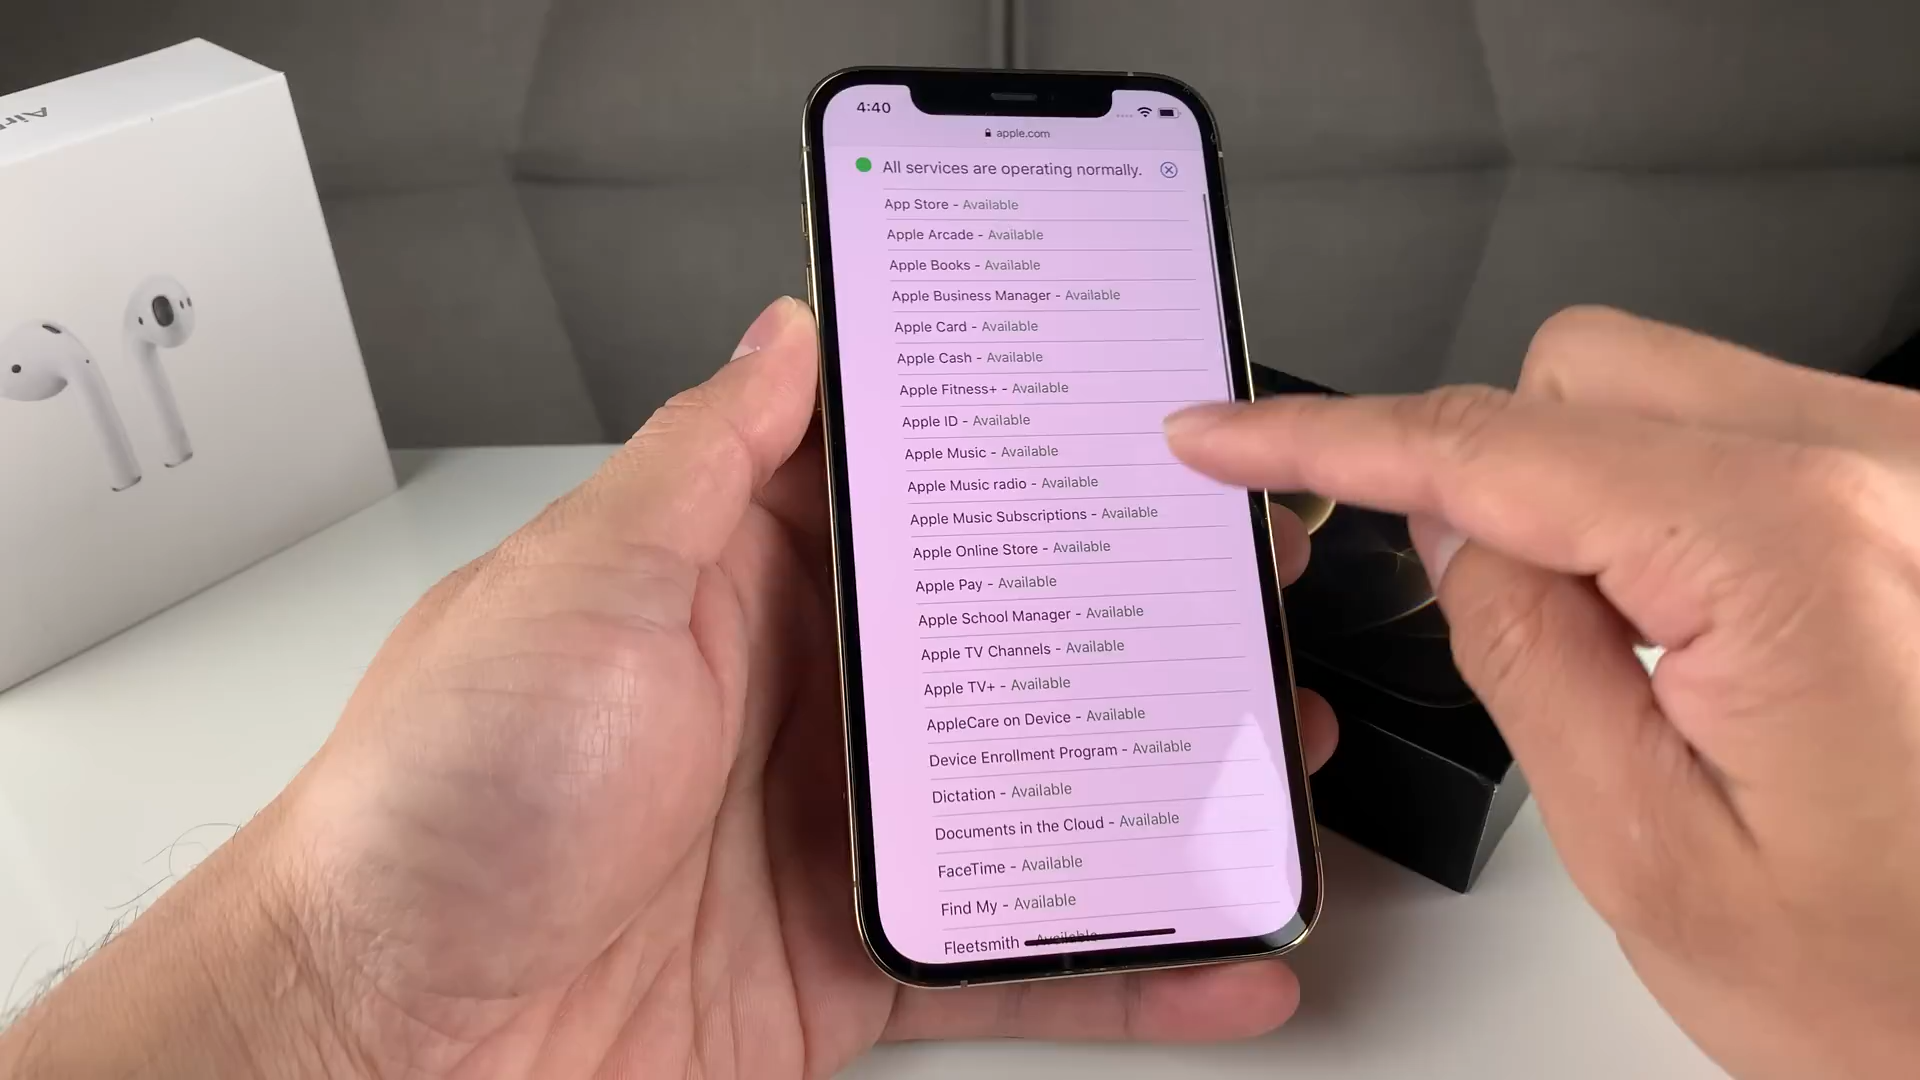 4:40
apple.com
All services are operating normally.
App Store - Available
Apple Arcade - Available
Apple Books - Available
Apple Business Manager - Available
Apple Card - Available
Apple Cash - Available
Apple Fitness+ - Available
Apple ID - Available
Apple Music - Available
Apple Music radio - Available
Apple Music Subscriptions - Available
Apple Online Store - Available
Apple Pay - Available
Apple School Manager - Available
Apple TV Channels - Available
Apple TV+ - Available
AppleCare on Device - Available
Device Enrollment Program - Available
Dictation - Available
Documents in the Cloud - Available
FaceTime - Available
Find My - Available
Fleetsmith - Available